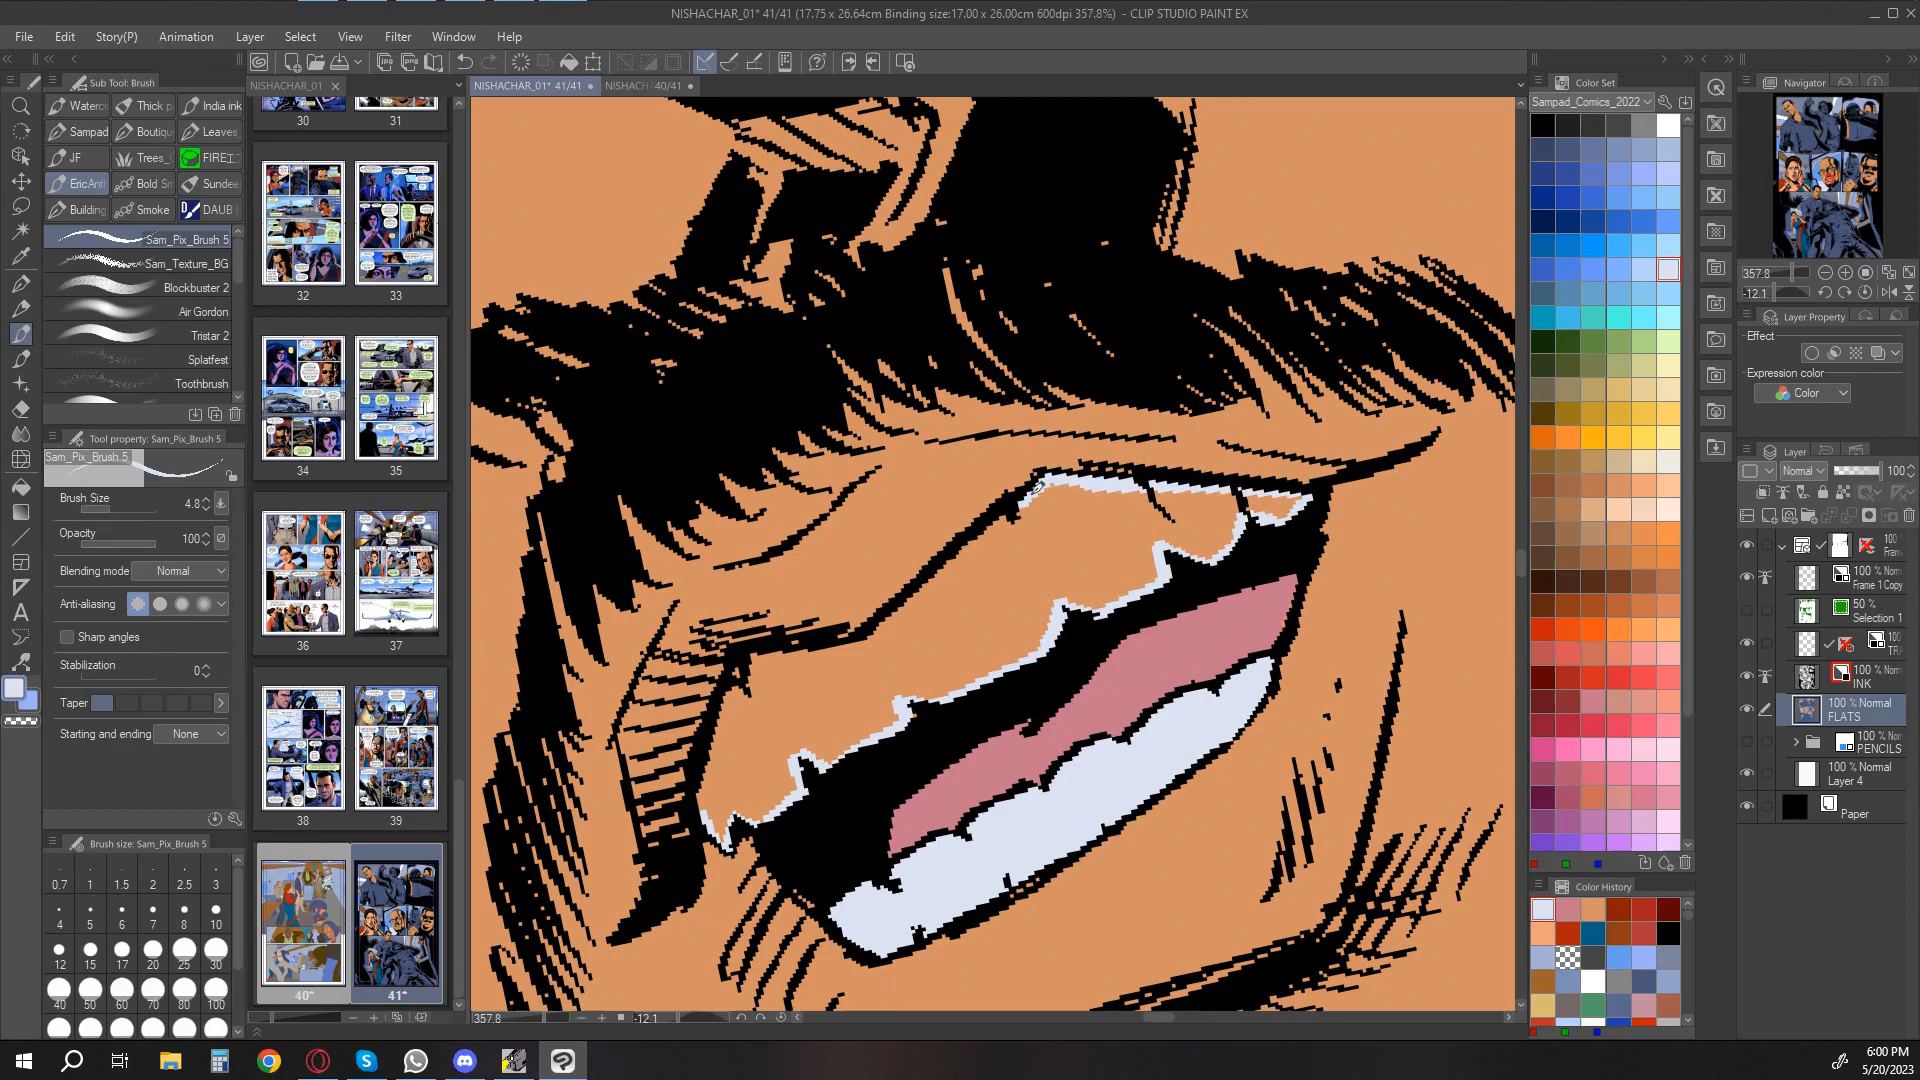 NISHACHAR_01* 41/41 (17.75 x 26.64cm Binding size:17.00 x 26.00cm 600dpi 357.8%) - CLIP STUDIO PAINT EX
File Edit Story(P) Animation Layer Select View Filter Window Help
Sub Tool: Brush
Waterc Thick p India ink
Sampad Boutiqu Leaves
JF Trees_ FIREエ
EricAnt Bold Sm Sundee
Building Smoke DAUB
Sam_Pix_Brush 5
Sam_Texture_BG
Blockbuster 2
Air Gordon
Tristar 2
Splatfest
Toothbrush
Tool property: Sam_Pix_Brush 5
Sam_Pix_Brush 5
Brush Size 4.8
Opacity 100
Blending mode Normal
Anti-aliasing
Sharp angles
Stabilization 0
Taper
Starting and ending None
Brush size: Sam_Pix_Brush 5
0.7 1 1.5 2 2.5 3
4 5 6 7 8 10
12 15 17 20 25 30
40 50 60 70 80 100
NISHACHAR_01
30 31
32 33
34 35
36 37
38 39
40* 41*
NISHACHAR_01* 41/41 NISHACH 40/41
357.8 -12.1
Color Set
Sampad_Comics_2022
Color History
Navigator
357.8
-12.1
Layer Property
Effect
Expression color
Color
Layer
Normal 100
100 %
Fram
100 % Norm
Frame 1 Copy
50 %
Selection 1
100
TRA
100 % Norm
INK
100 % Normal
FLATS
100 % Norm
PENCILS
100 % Normal
Layer 4
Paper
6:00 PM
5/20/2023